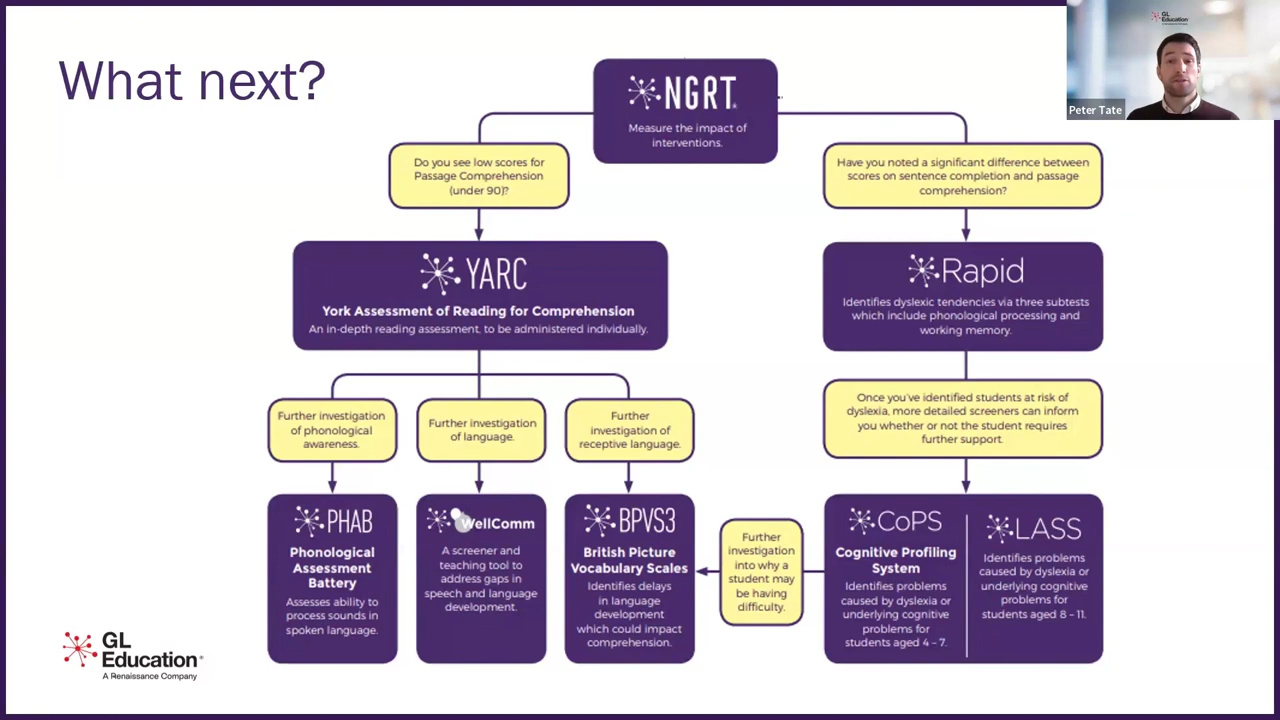 What next?
GL
Education
Peter Tate
NGRT
Measure the impact of
interventions.
Do you see low scores for
Passage Comprehension
(under 90)?
Have you noted a significant difference between
scores on sentence completion and passage
comprehension?
YARC
York Assessment of Reading for Comprehension
An in-depth reading assessment, to be administered individually.
Rapid
Identifies dyslexic tendencies via three subtests
which include phonological processing and
working memory.
Further investigation
of phonological
awareness.
Further investigation
of language.
Further
investigation of
receptive language.
Once you've identified students at risk of
dyslexia, more detailed screeners can inform
you whether or not the student requires
further support.
PHAB
Phonological
Assessment
Battery
Assesses ability to
process sounds in
spoken language.
WellComm
A screener and
teaching tool to
address gaps in
speech and language
development.
BPVS3
British Picture
Vocabulary Scales
Identifies delays
in language
development
which could impact
comprehension.
Further
investigation
into why a
student may
be having
difficulty.
CoPS
Cognitive Profiling
System
Identifies problems
caused by dyslexia or
underlying cognitive
problems for
students aged 4 – 7.
LASS
Identifies problems
caused by dyslexia or
underlying cognitive
problems for
students aged 8 – 11.
GL
Education®
A Renaissance Company